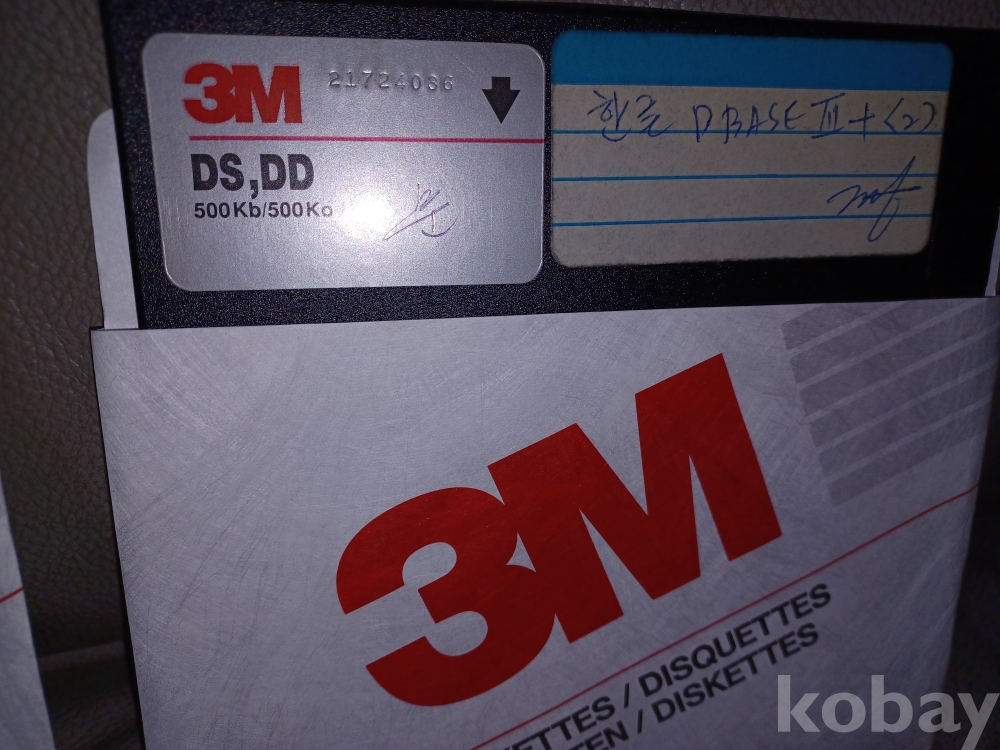 3M 21724036
DS,DD
500Kb/500Ko
한글 DBASE III+ <2>
3M
ETTES / DISQUETTES
TEN / DISKETTES
kobay